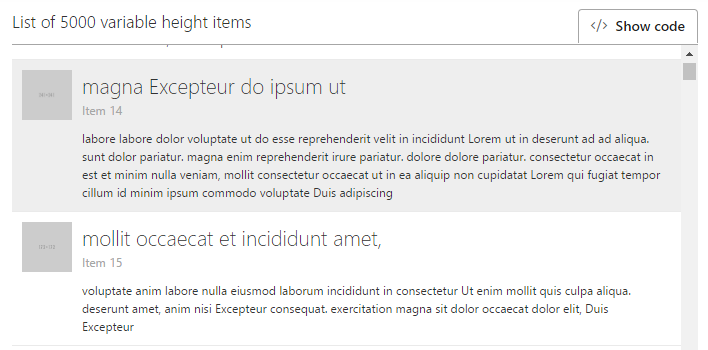 List of 5000 variable height items
</> Show code
magna Excepteur do ipsum ut
Item 14
labore labore dolor voluptate ut do esse reprehenderit velit in incididunt Lorem ut in deserunt ad ad aliqua.
sunt dolor pariatur. magna enim reprehenderit irure pariatur. dolore dolore pariatur. consectetur occaecat in
est et minim nulla veniam, mollit consectetur occaecat ut in ea aliquip non cupidatat Lorem qui fugiat tempor
cillum id minim ipsum commodo voluptate Duis adipiscing
mollit occaecat et incididunt amet,
Item 15
voluptate anim labore nulla eiusmod laborum incididunt in consectetur Ut enim mollit quis culpa aliqua.
deserunt amet, anim nisi Excepteur consequat. exercitation magna sit dolor occaecat dolor elit, Duis
Excepteur